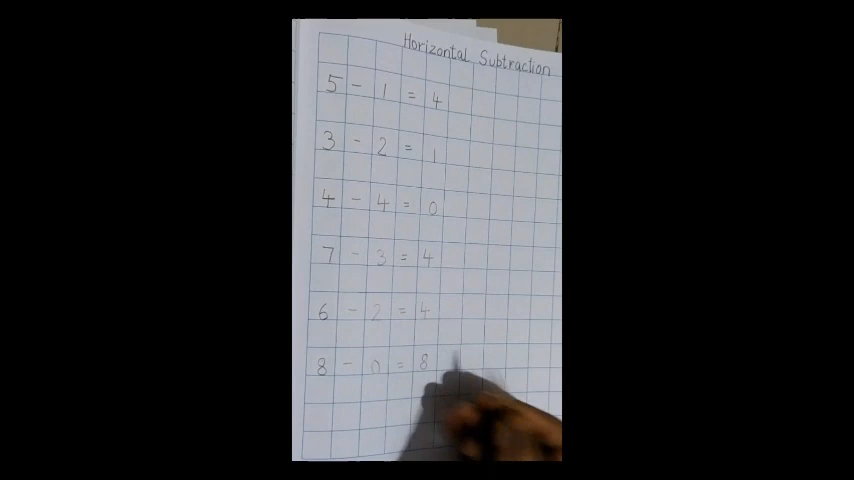 Horizontal Subtraction
5 - 1 = 4
3 - 2 = 1
4 - 4 = 0
7 - 3 = 4
6 - 2 = 4
8 - 0 = 8